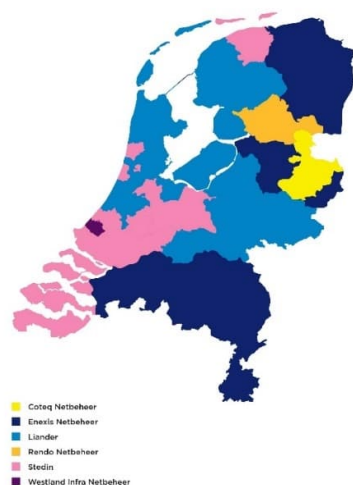 Coteq Netbeheer
Enexis Netbeheer
Liander
Rendo Netbeheer
Stedin
Westland Infra Netbeheer